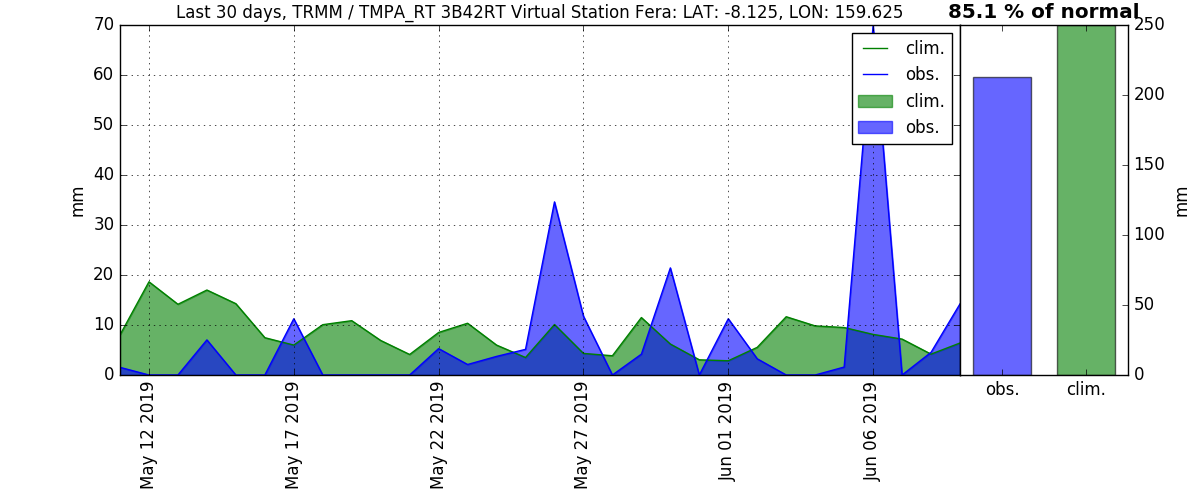 Last 30 days, TRMM / TMPA_RT 3B42RT Virtual Station Fera: LAT: -8.125, LON: 159.625
85.1 % of normal
70
60
50
40
30
20
10
0
mm
clim.
obs.
clim.
obs.
250
200
150
100
50
0
mm
May 12 2019
May 17 2019
May 22 2019
May 27 2019
Jun 01 2019
Jun 06 2019
obs.
clim.